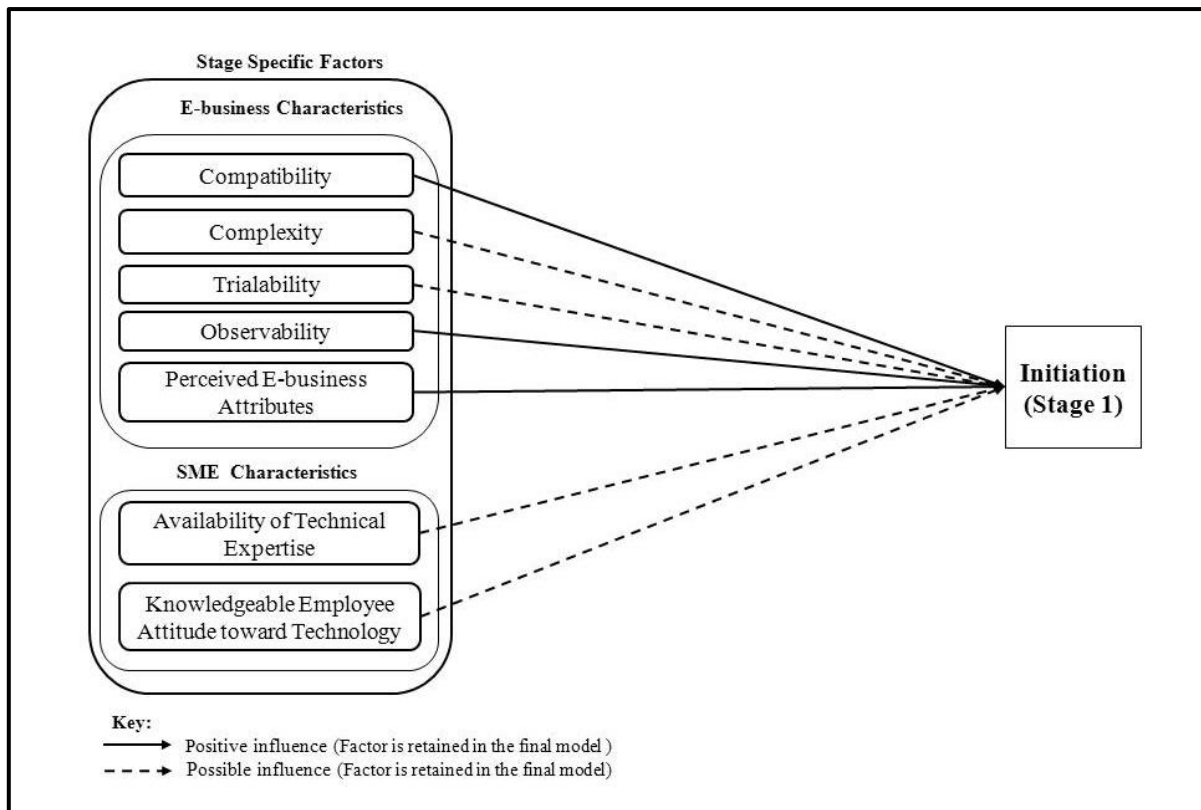 Stage Specific Factors
E-business Characteristics
Compatibility
Complexity
Trialability
Observability
Perceived E-business
Attributes
SME Characteristics
Availability of Technical
Expertise
Knowledgeable Employee
Attitude toward Technology
Initiation
(Stage 1)
Key:
Positive influence (Factor is retained in the final model )
Possible influence (Factor is retained in the final model)